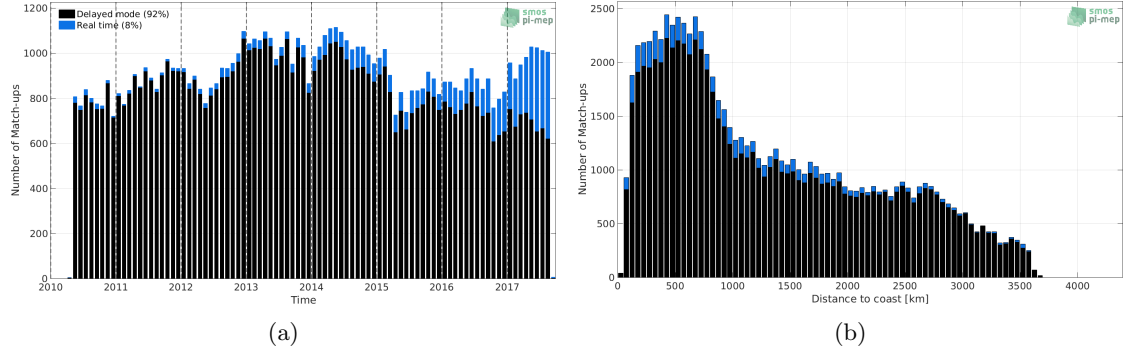 Delayed mode (92%)
Real time (8%)
smos
pi-mep
1200
1000
800
600
400
200
0
Number of Match-ups
2010 2011 2012 2013 2014 2015 2016 2017
Time
(a)
smos
pi-mep
2500
2000
1500
1000
500
0
Number of Match-ups
0 500 1000 1500 2000 2500 3000 3500 4000
Distance to coast [km]
(b)